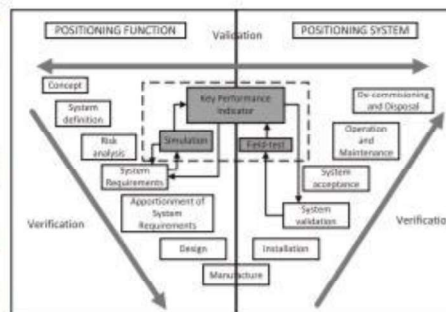 POSITIONING FUNCTION
POSITIONING SYSTEM
Validation
Concept
System
definition
Risk
analysis
System
Requirements
Apportionment of
System
Requirements
Design
Manufacture
Key Performance
Indicator
Simulation
Field-test
De-commisioning
and Disposal
Operation
and
Maintenance
System
acceptance
System
validation
Installation
Verification
Verification